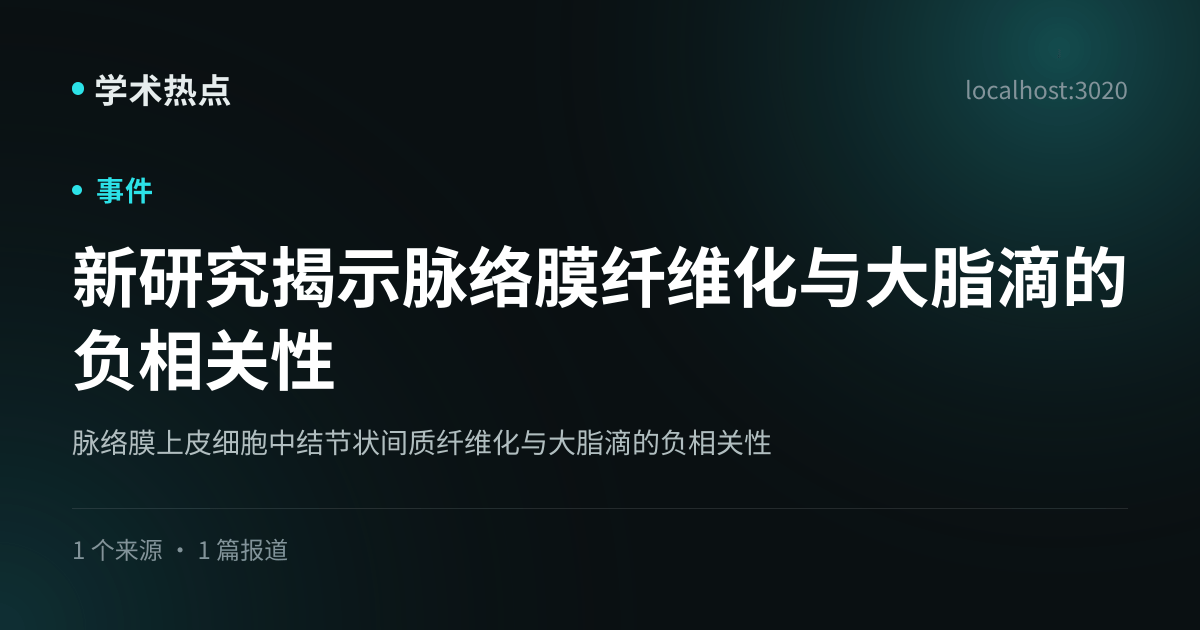 学术热点
localhost:3020
事件
新研究揭示脉络膜纤维化与大脂滴的
负相关性
脉络膜上皮细胞中结节状间质纤维化与大脂滴的负相关性
1 个来源 · 1 篇报道